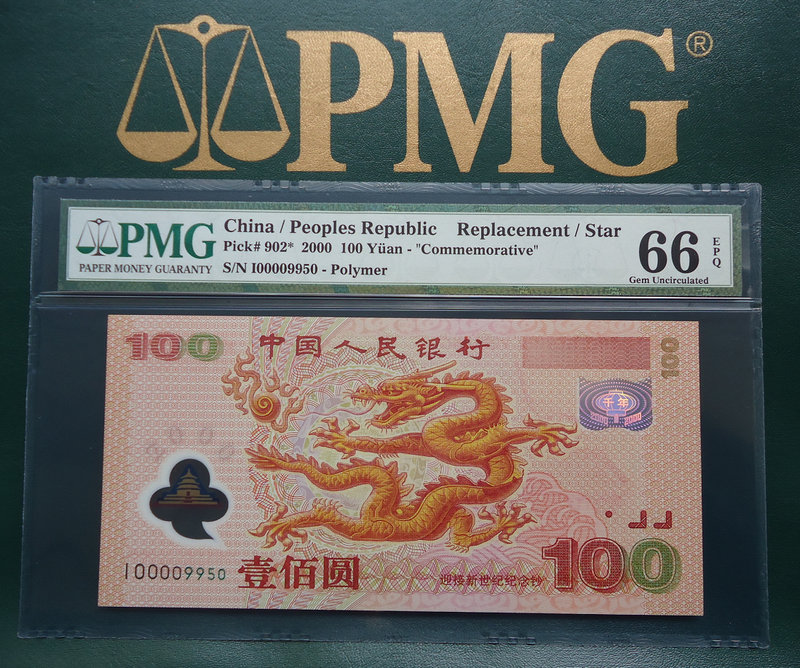 PMG®
PMG
PAPER MONEY GUARANTY
China / Peoples Republic Replacement / Star
Pick# 902* 2000 100 Yüan - "Commemorative"
S/N I00009950 - Polymer
66
EPQ
Gem Uncirculated
100
中国人民银行
100
千年
I00009950
壹佰圆
迎接新世纪纪念钞
100